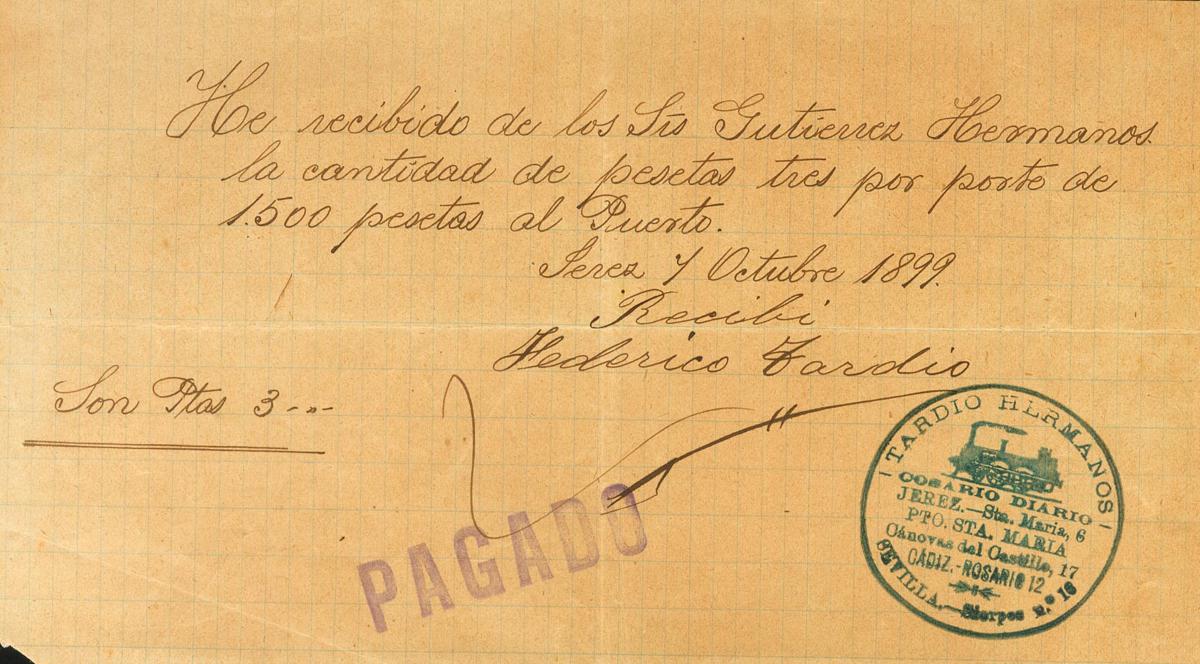 He recibido de los Srs Gutierrez Hermanos.
la cantidad de pesetas tres por porte de
1.500 pesetas al Puerto.
Jerez 7 Octubre 1899.
Recibi
Federico Tardio
Son Ptas 3-"-
PAGADO
TARDIO HERMANOS
COSARIO DIARIO
JEREZ.—Sta. Maria, 6
PTO. STA. MARIA
Cánovas del Castillo, 17
CADIZ.-ROSARIO 12
SEVILLA.—Sierpes N.º 16